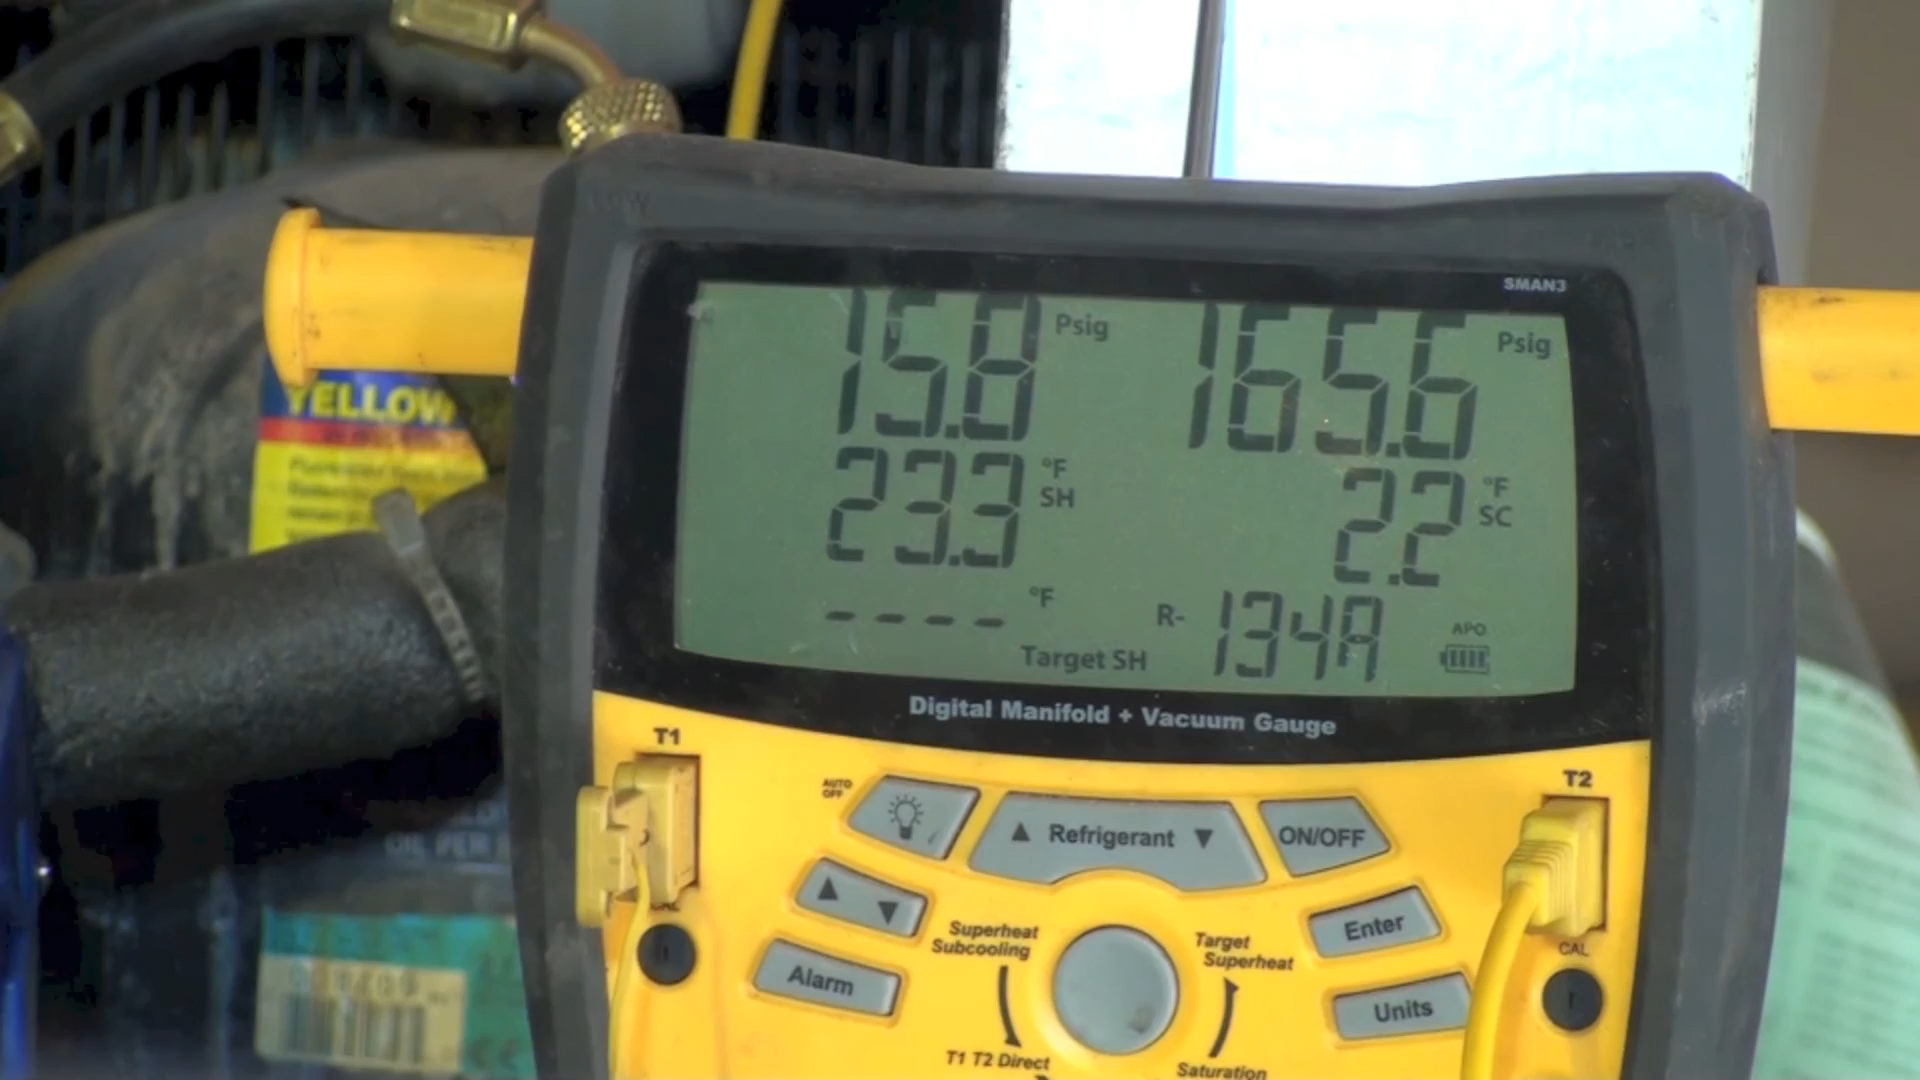 SMAN3
15.8 Psig 165.6 Psig
23.3 °F SH 2.2 °F SC
---- °F
Target SH R-134A APO
Digital Manifold + Vacuum Gauge
YELLOW
T1
T2
AUTO OFF
▲ Refrigerant ▼
ON/OFF
▲ ▼
Enter
Alarm
Units
Superheat
Subcooling
Target
Superheat
T1 T2 Direct
Saturation
CAL
OIL PER